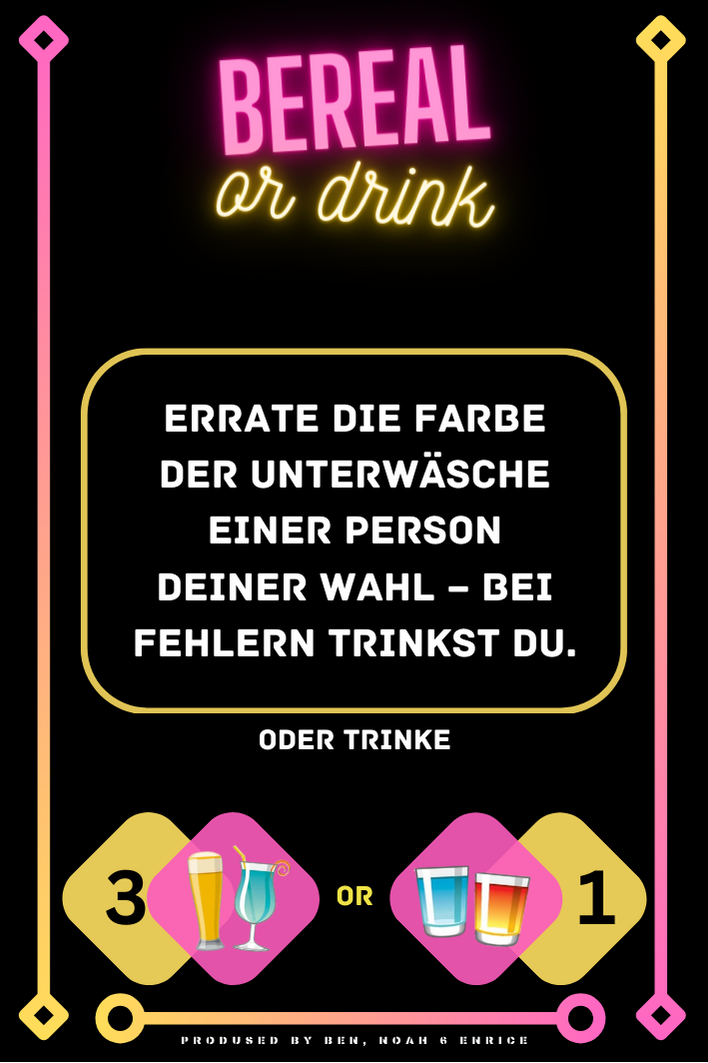 BEREAL
or drink
ERRATE DIE FARBE
DER UNTERWÄSCHE
EINER PERSON
DEINER WAHL – BEI
FEHLERN TRINKST DU.
ODER TRINKE
3 OR 1
PRODUSED BY BEN, NOAH & ENRICE